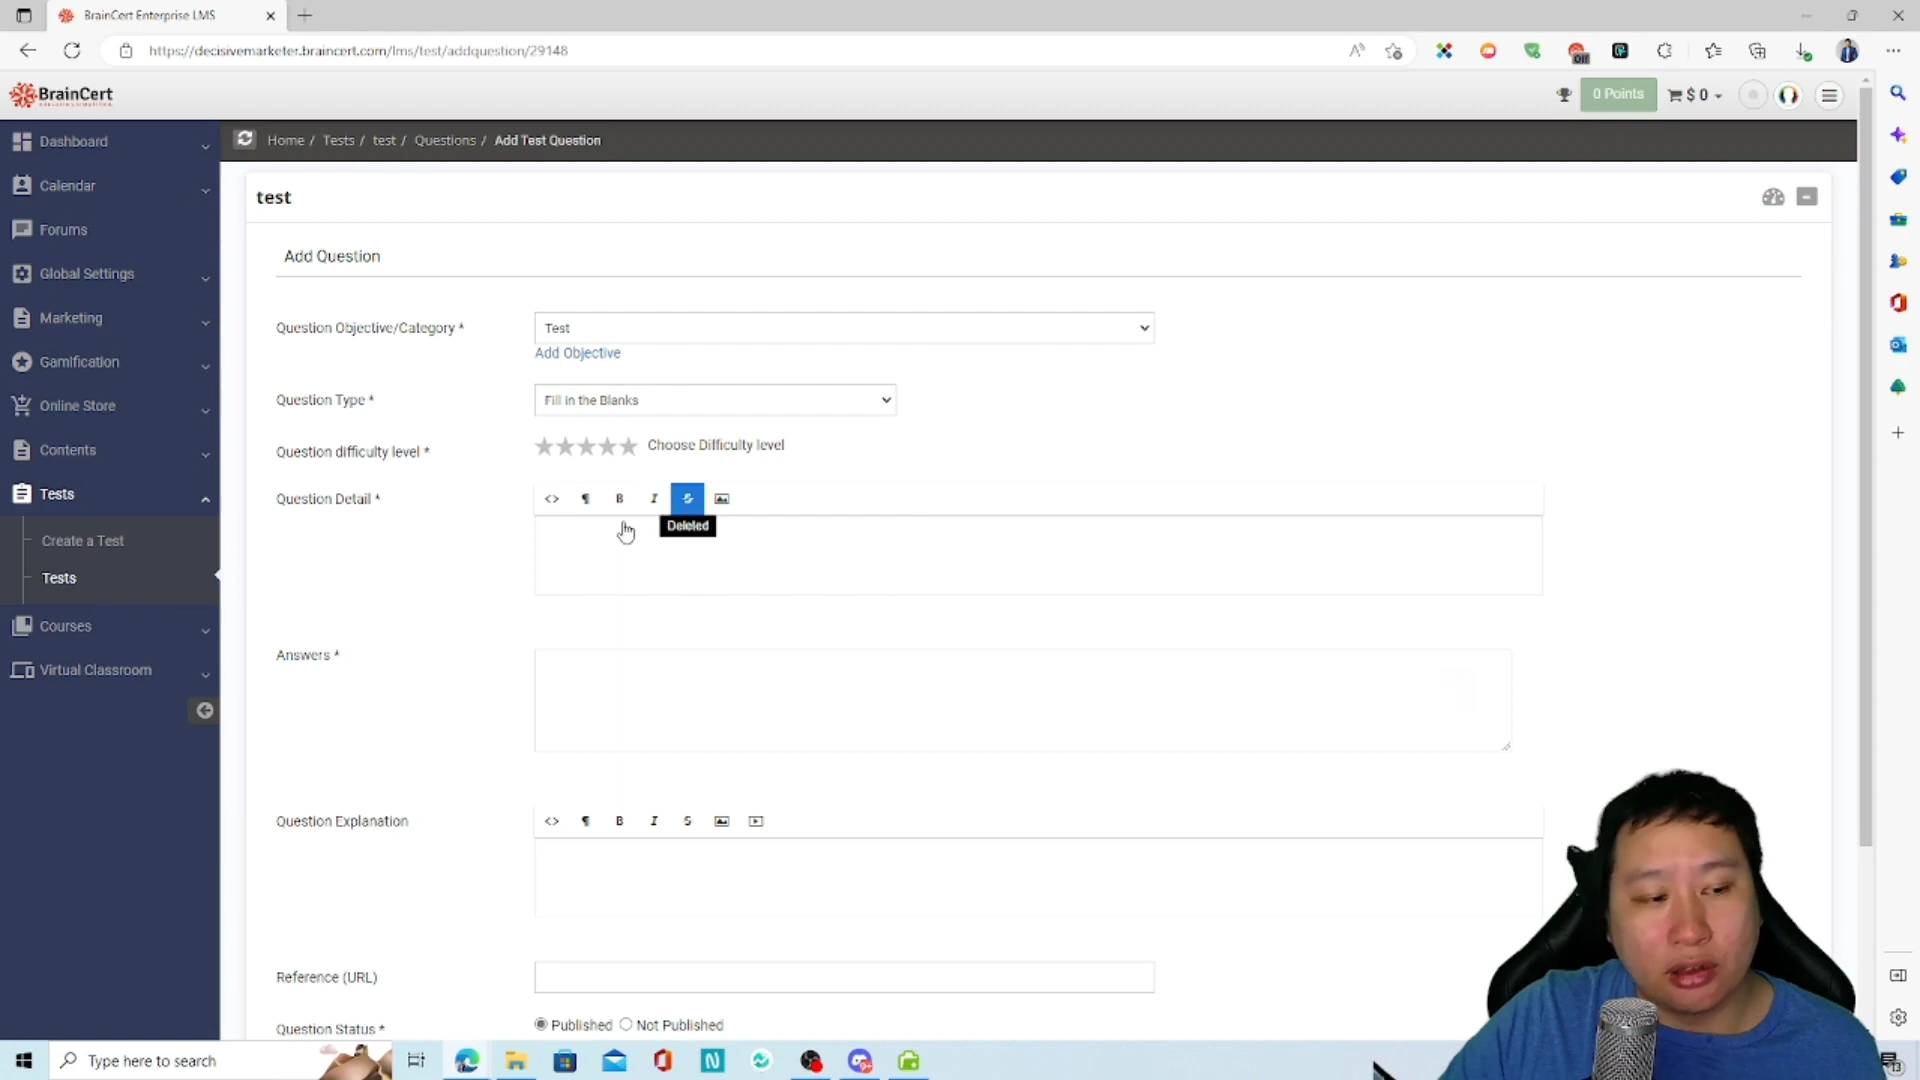 BrainCert Enterprise LMS
https://decisivemarketer.braincert.com/lms/test/addquestion/29148
off
BrainCert
0 Points
$ 0
Dashboard
Calendar
Forums
Global Settings
Marketing
Gamification
Online Store
Contents
Tests
Create a Test
Tests
Courses
Virtual Classroom
Home / Tests / test / Questions / Add Test Question
test
Add Question
Question Objective/Category *
Test
Add Objective
Question Type *
Fill in the Blanks
Question difficulty level *
Choose Difficulty level
Question Detail *
<> ¶ B I S
Deleted
Answers *
Question Explanation
<> ¶ B I S
Reference (URL)
Question Status *
Published Not Published
Type here to search
13